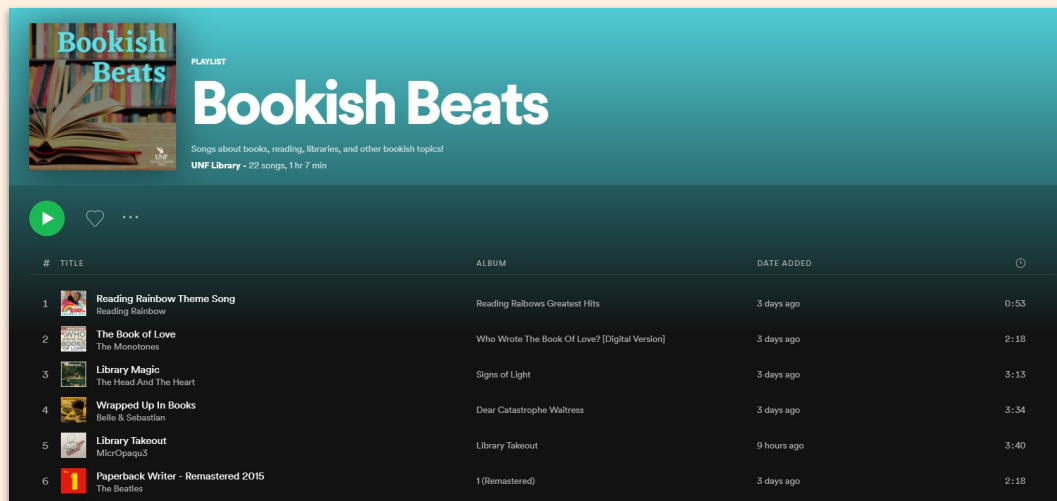 Bookish
Beats
UNF
PLAYLIST
Bookish Beats
Songs about books, reading, libraries, and other bookish topics!
UNF Library • 22 songs, 1 hr 7 min
# TITLE ALBUM DATE ADDED
1 Reading Rainbow Theme Song Reading Raibows Greatest Hits 3 days ago 0:53
Reading Rainbow
2 The Book of Love Who Wrote The Book Of Love? [Digital Version] 3 days ago 2:18
The Monotones
3 Library Magic Signs of Light 3 days ago 3:13
The Head And The Heart
4 Wrapped Up In Books Dear Catastrophe Waitress 3 days ago 3:34
Belle & Sebastian
5 Library Takeout Library Takeout 9 hours ago 3:40
MicrOpaqu3
6 Paperback Writer - Remastered 2015 1 (Remastered) 3 days ago 2:18
The Beatles